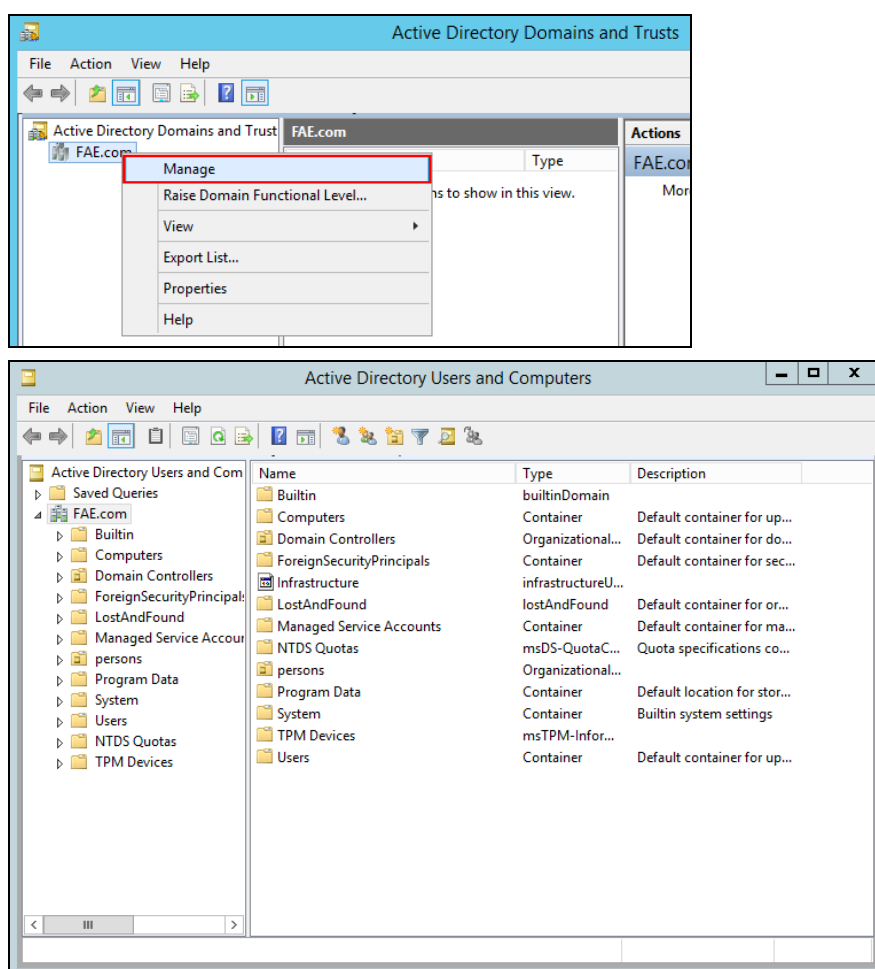 Active Directory Domains and Trusts
File Action View Help
Active Directory Domains and Trust
FAE.com
FAE.com
Type
Actions
FAE.co
Manage
Raise Domain Functional Level...
View
Export List...
Properties
Help
ns to show in this view.
Mor
Active Directory Users and Computers
File Action View Help
Active Directory Users and Com
Saved Queries
FAE.com
Builtin
Computers
Domain Controllers
ForeignSecurityPrincipal
LostAndFound
Managed Service Accour
persons
Program Data
System
Users
NTDS Quotas
TPM Devices
Name Type Description
Builtin builtinDomain
Computers Container Default container for up...
Domain Controllers Organizational... Default container for do...
ForeignSecurityPrincipals Container Default container for sec...
Infrastructure infrastructureU...
LostAndFound lostAndFound Default container for or...
Managed Service Accounts Container Default container for ma...
NTDS Quotas msDS-QuotaC... Quota specifications co...
persons Organizational...
Program Data Container Default location for stor...
System Container Builtin system settings
TPM Devices msTPM-Infor...
Users Container Default container for up...